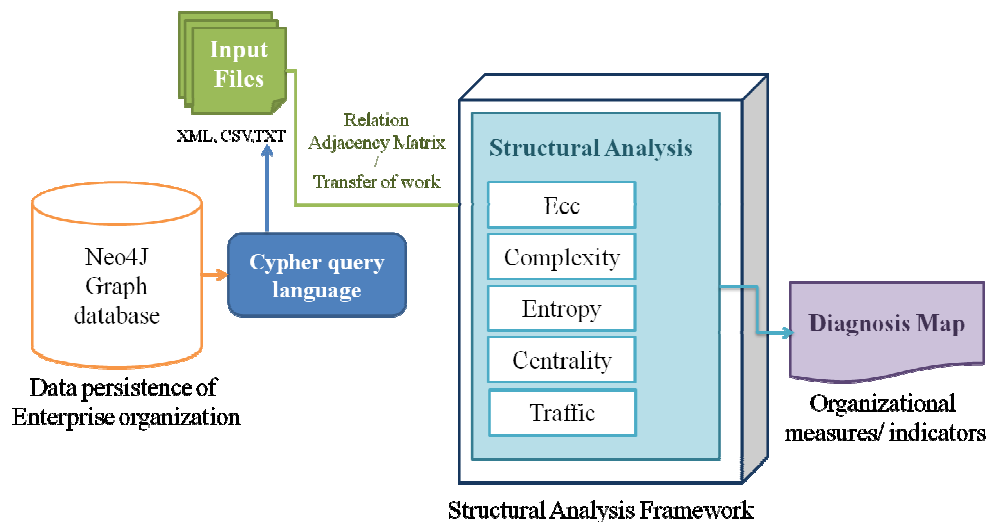 Input
Files
XML, CSV,TXT
Relation
Adjacency Matrix
/
Transfer of work
Neo4J
Graph
database
Cypher query
language
Data persistence of
Enterprise organization
Structural Analysis
Ecc
Complexity
Entropy
Centrality
Traffic
Structural Analysis Framework
Diagnosis Map
Organizational
measures/ indicators